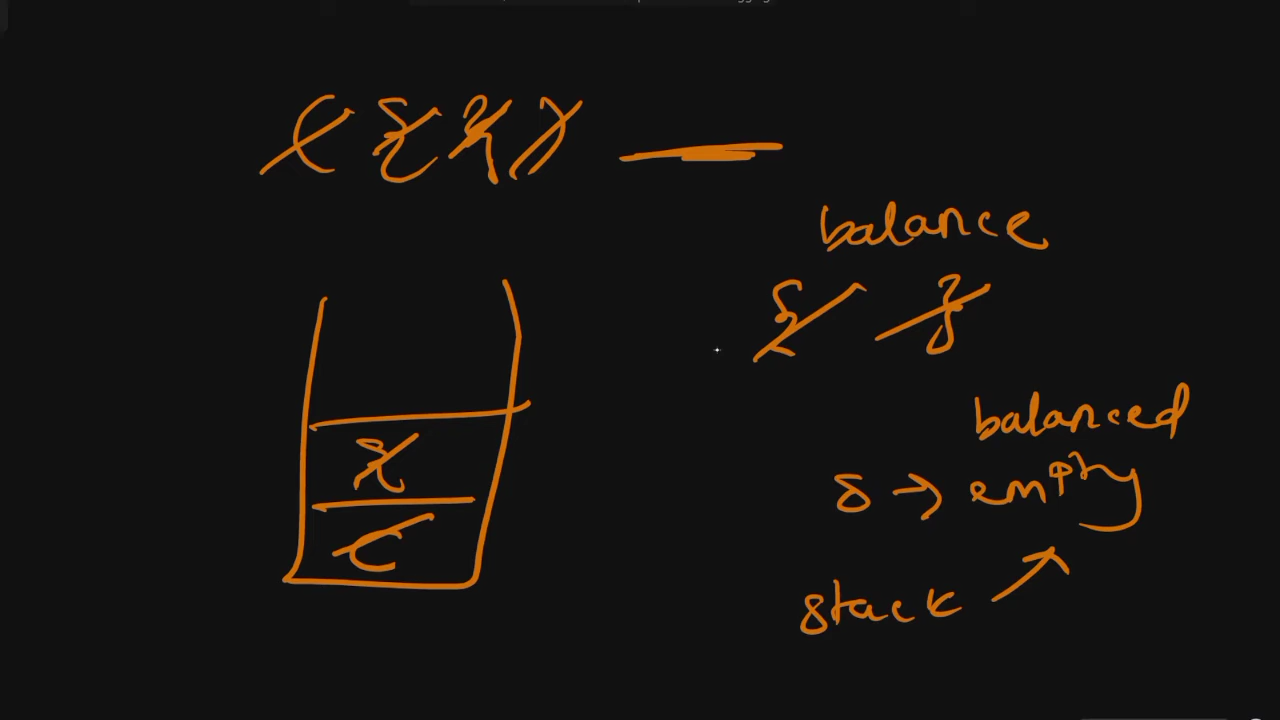 ( { } )
balance
{ }
balanced
s → empty
{
(
stack